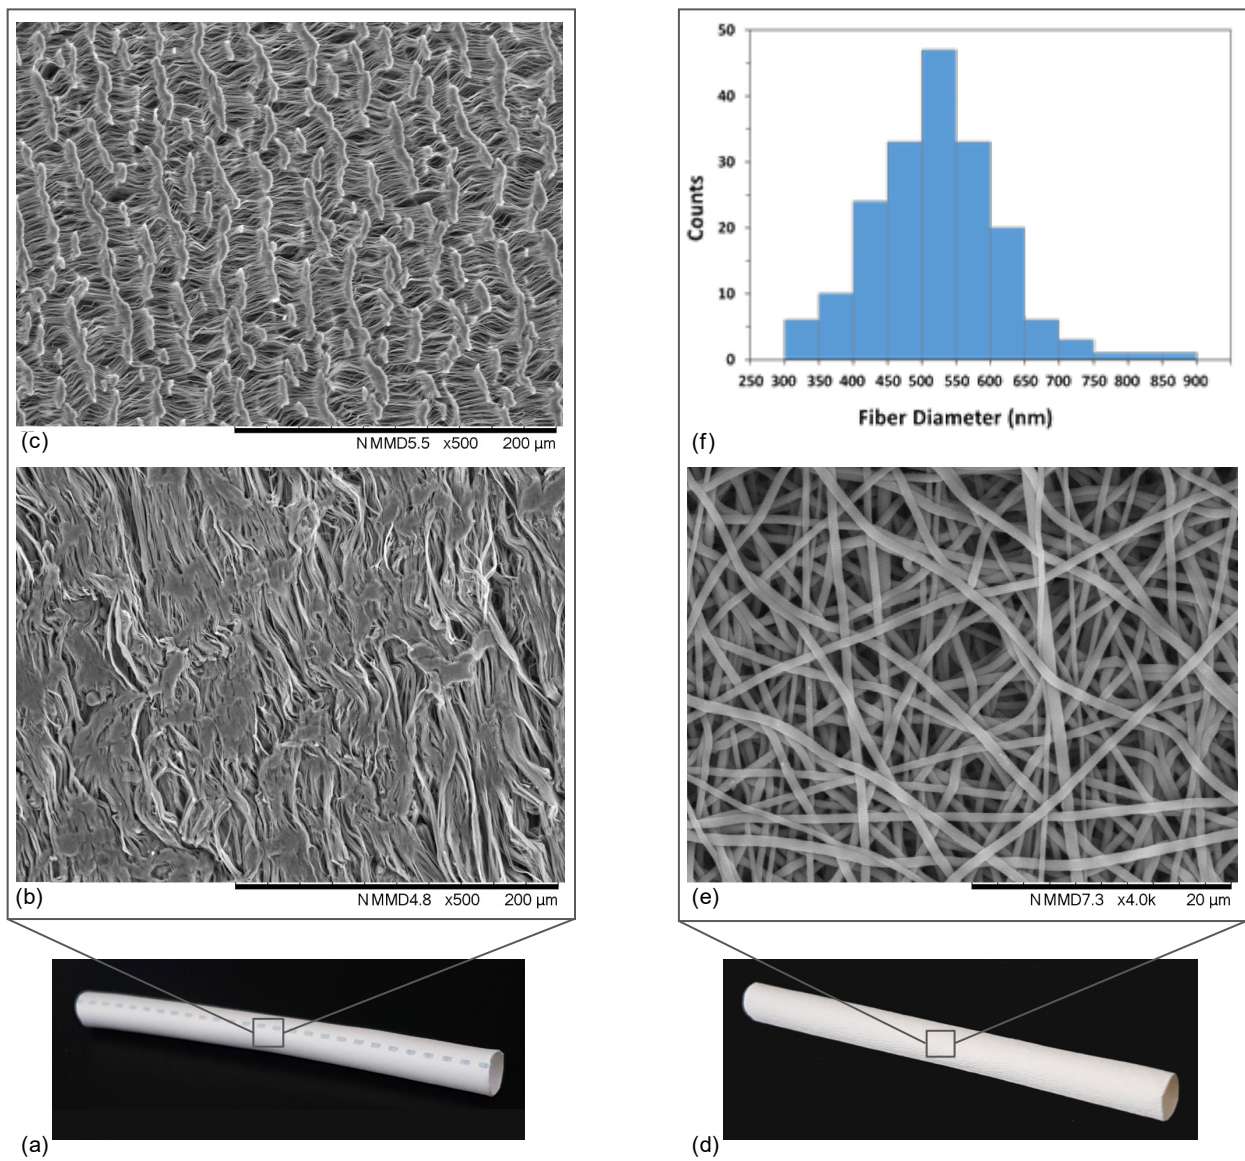 (c)
NMMD5.5 x500 200 µm
(b)
NMMD4.8 x500 200 µm
(a)
50
40
30
20
10
0
Counts
250 300 350 400 450 500 550 600 650 700 750 800 850 900
Fiber Diameter (nm)
(f)
NMMD7.3 x4.0k 20 µm
(e)
(d)